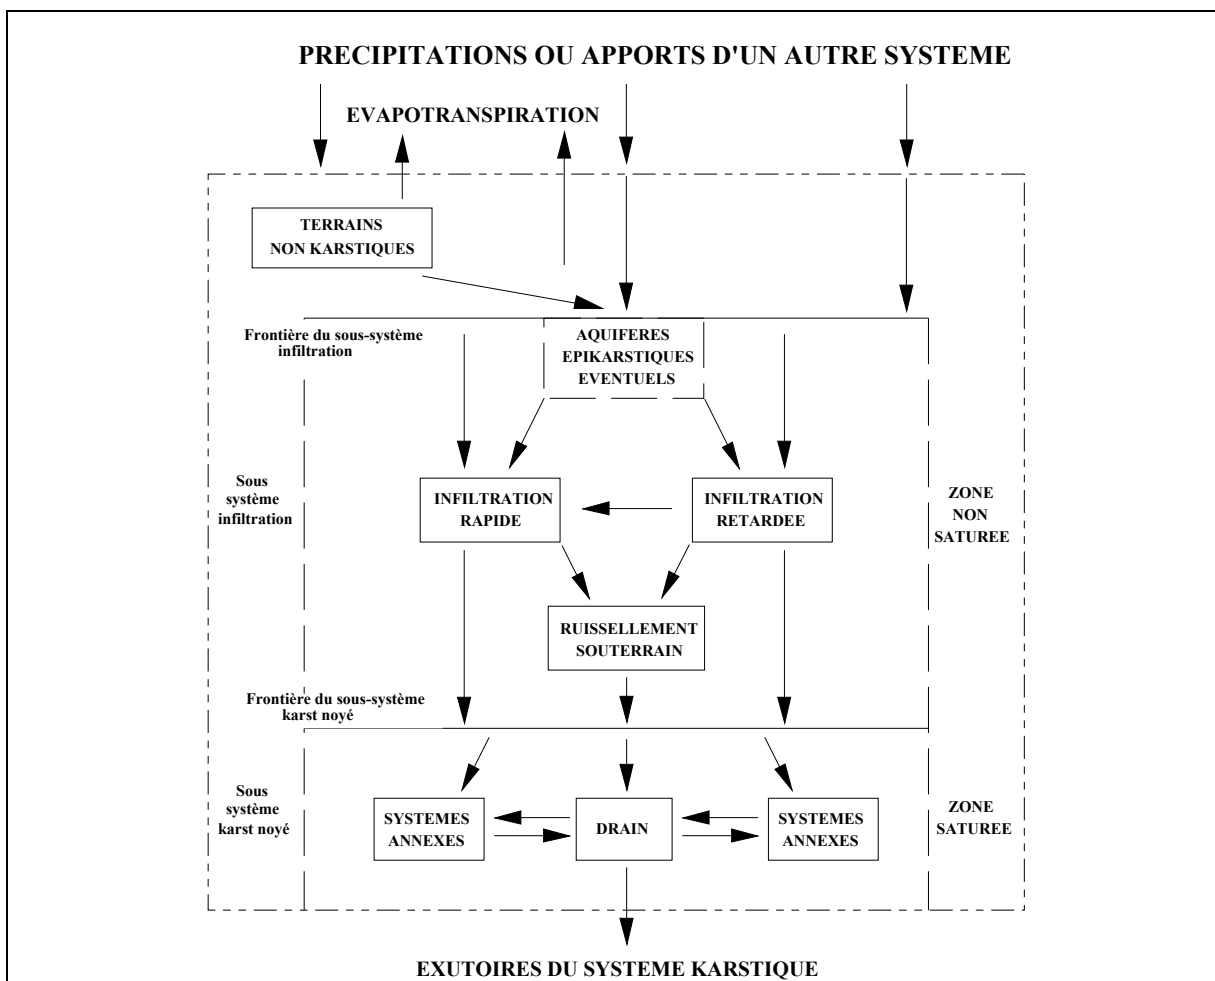 PRECIPITATIONS OU APPORTS D'UN AUTRE SYSTEME
EVAPOTRANSPIRATION
TERRAINS
NON KARSTIQUES
Frontière du sous-système
infiltration
AQUIFERES
EPIKARSTIQUES
EVENTUELS
Sous
système
infiltration
INFILTRATION
RAPIDE
INFILTRATION
RETARDEE
ZONE
NON
SATUREE
RUISSELLEMENT
SOUTERRAIN
Frontière du sous-système
karst noyé
Sous
système
karst noyé
SYSTEMES
ANNEXES
DRAIN
SYSTEMES
ANNEXES
ZONE
SATUREE
EXUTOIRES DU SYSTEME KARSTIQUE